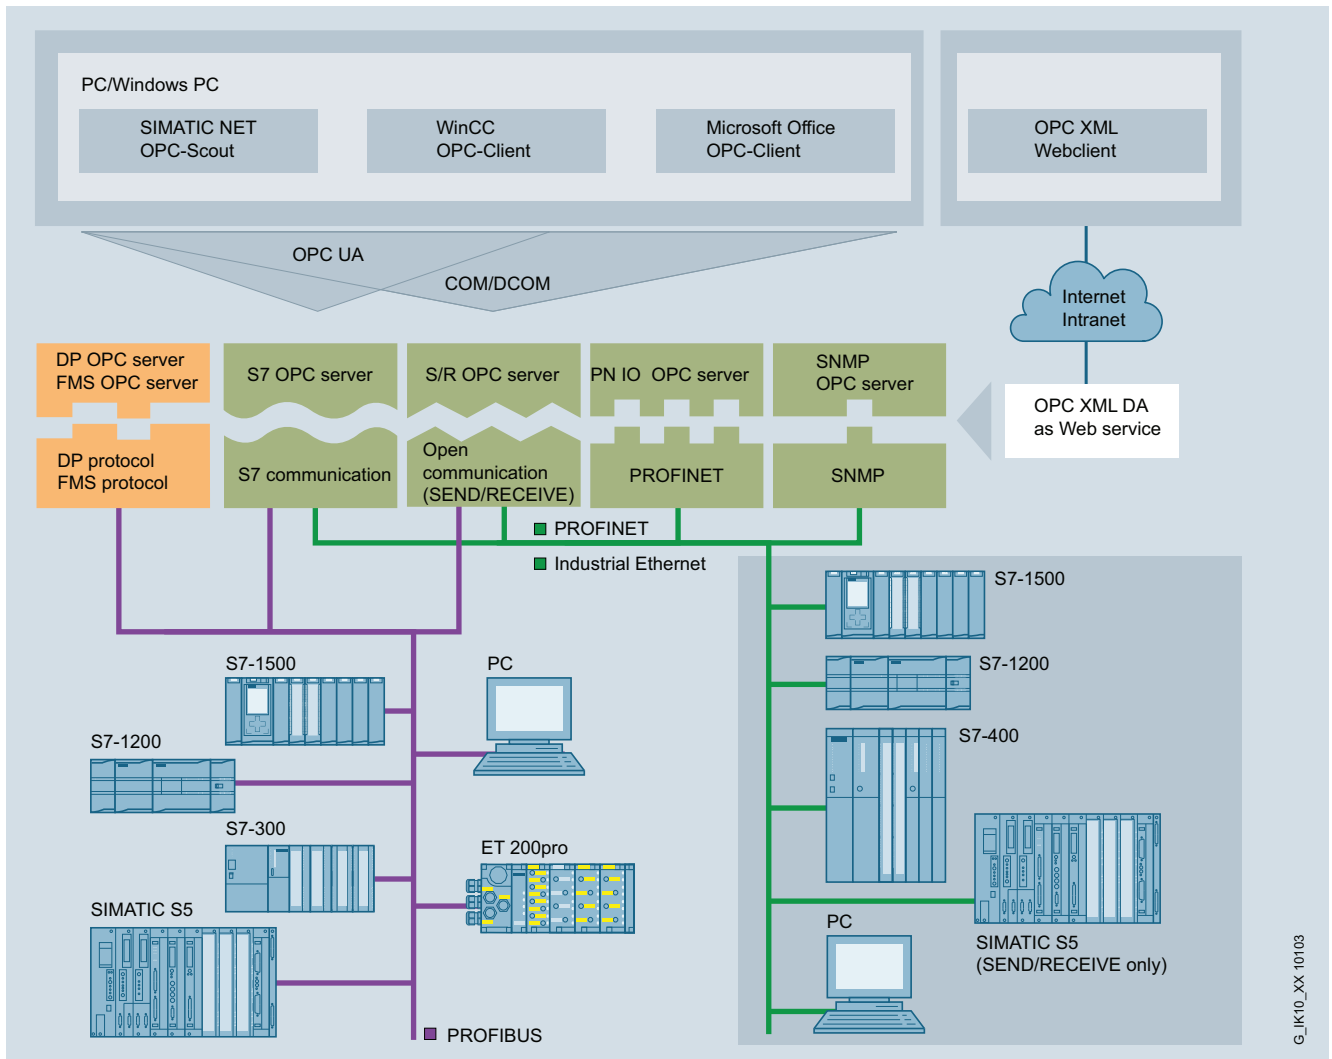 PC/Windows PC
SIMATIC NET
OPC-Scout
WinCC
OPC-Client
Microsoft Office
OPC-Client
OPC XML
Webclient
OPC UA
COM/DCOM
Internet
Intranet
DP OPC server
FMS OPC server
S7 OPC server
S/R OPC server
PN IO OPC server
SNMP
OPC server
OPC XML DA
as Web service
DP protocol
FMS protocol
S7 communication
Open
communication
(SEND/RECEIVE)
PROFINET
SNMP
PROFINET
Industrial Ethernet
S7-1500
S7-1200
S7-400
S7-1500
PC
S7-1200
S7-300
ET 200pro
SIMATIC S5
PC
SIMATIC S5
(SEND/RECEIVE only)
PROFIBUS
G_IK10_XX 10103